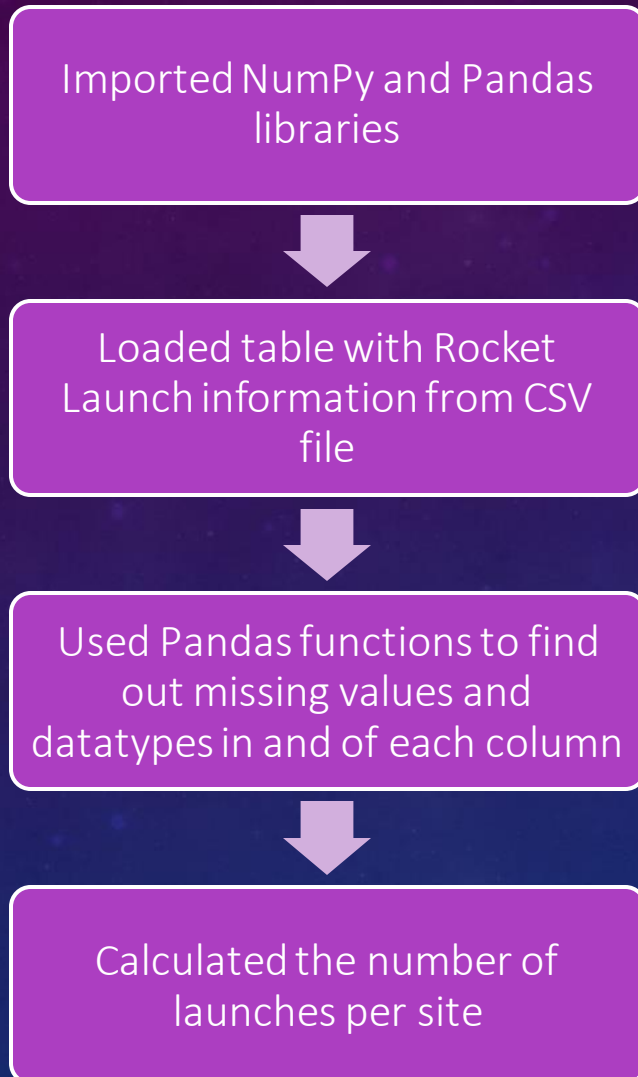 Imported NumPy and Pandas
libraries
Loaded table with Rocket
Launch information from CSV
file
Used Pandas functions to find
out missing values and
datatypes in and of each column
Calculated the number of
launches per site